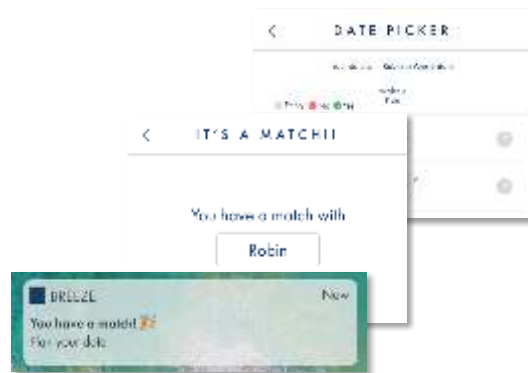 DATE PICKER
IT'S A MATCH!!
You have a match with
Robin
BREEZE
Now
You have a match!
Plan your date